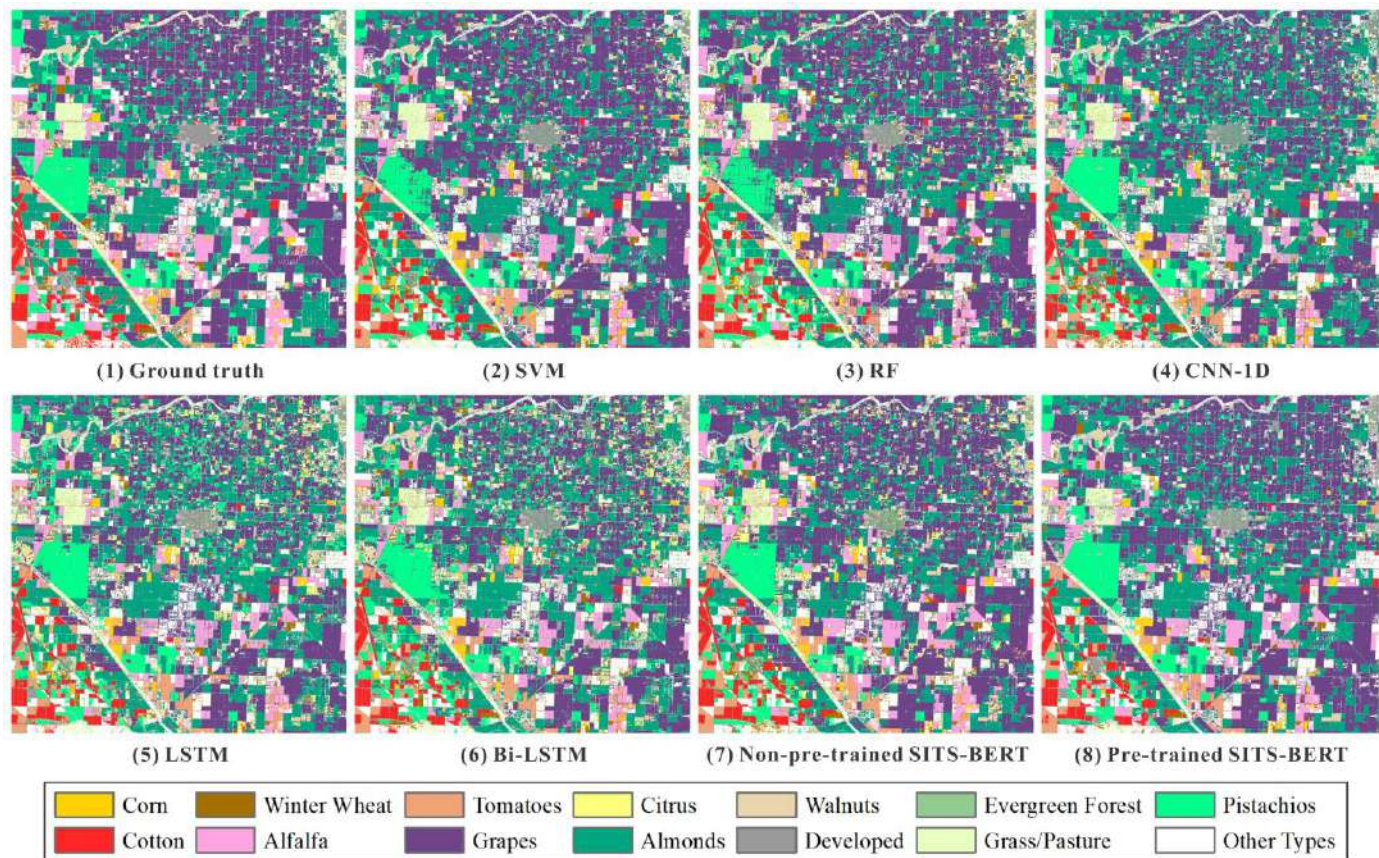 (1) Ground truth (2) SVM (3) RF (4) CNN-1D
(5) LSTM (6) Bi-LSTM (7) Non-pre-trained SITS-BERT (8) Pre-trained SITS-BERT
Corn Winter Wheat Tomatoes Citrus Walnuts Evergreen Forest Pistachios
Cotton Alfalfa Grapes Almonds Developed Grass/Pasture Other Types